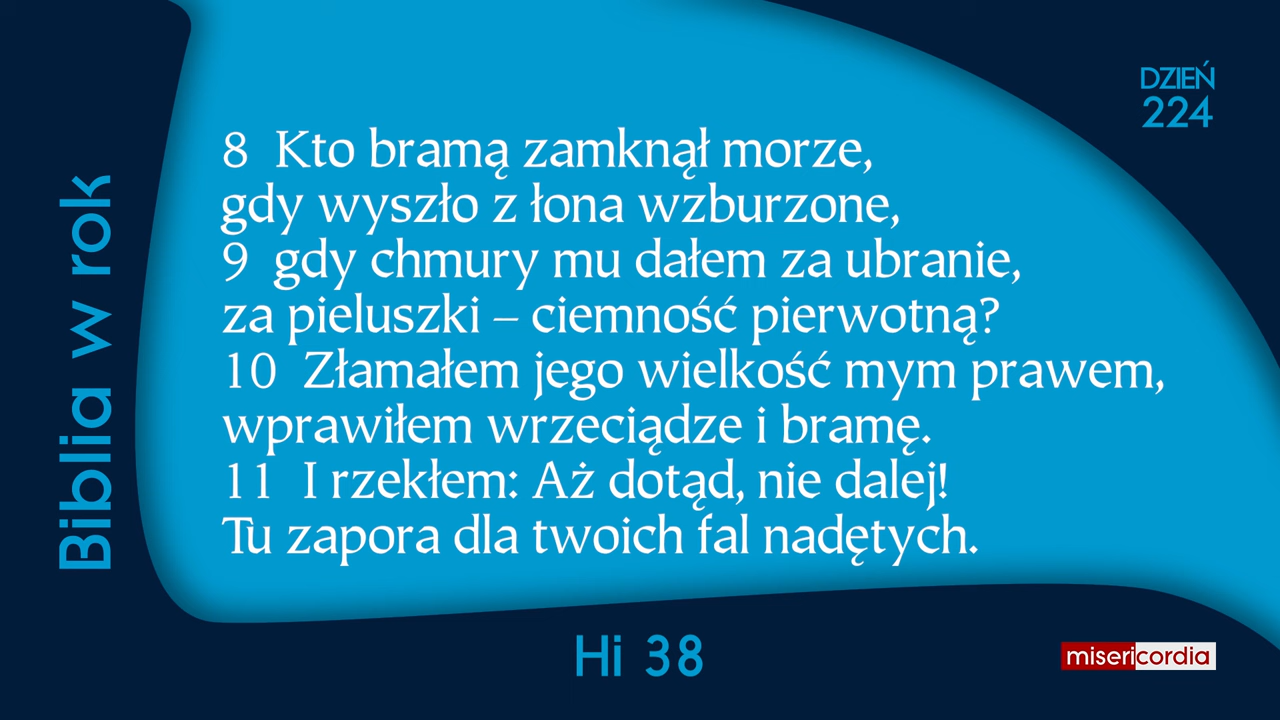 DZIEŃ
224
Biblia w rok
8 Kto bramą zamknął morze,
gdy wyszło z łona wzburzone,
9 gdy chmury mu dałem za ubranie,
za pieluszki – ciemność pierwotną?
10 Złamałem jego wielkość mym prawem,
wprawiłem wrzeciądze i bramę.
11 I rzekłem: Aż dotąd, nie dalej!
Tu zapora dla twoich fal nadętych.
Hi 38
misericordia